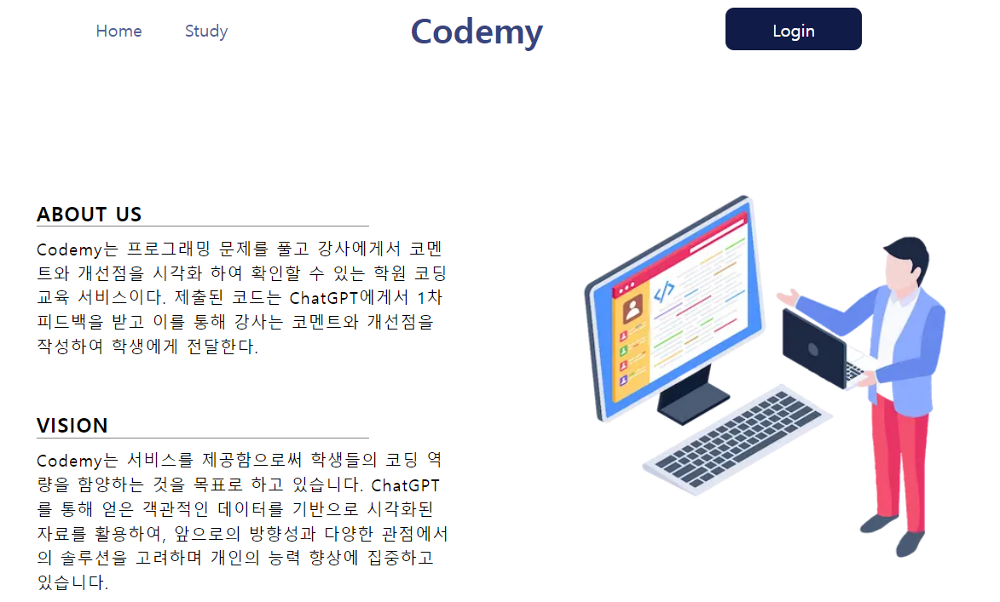 Home Study Codemy Login
ABOUT US
Codemy는 프로그래밍 문제를 풀고 강사에게서 코멘
트와 개선점을 시각화 하여 확인할 수 있는 학원 코딩
교육 서비스이다. 제출된 코드는 ChatGPT에게서 1차
피드백을 받고 이를 통해 강사는 코멘트와 개선점을
작성하여 학생에게 전달한다.
VISION
Codemy는 서비스를 제공함으로써 학생들의 코딩 역
량을 함양하는 것을 목표로 하고 있습니다. ChatGPT
를 통해 얻은 객관적인 데이터를 기반으로 시각화된
자료를 활용하여, 앞으로의 방향성과 다양한 관점에서
의 솔루션을 고려하며 개인의 능력 향상에 집중하고
있습니다.